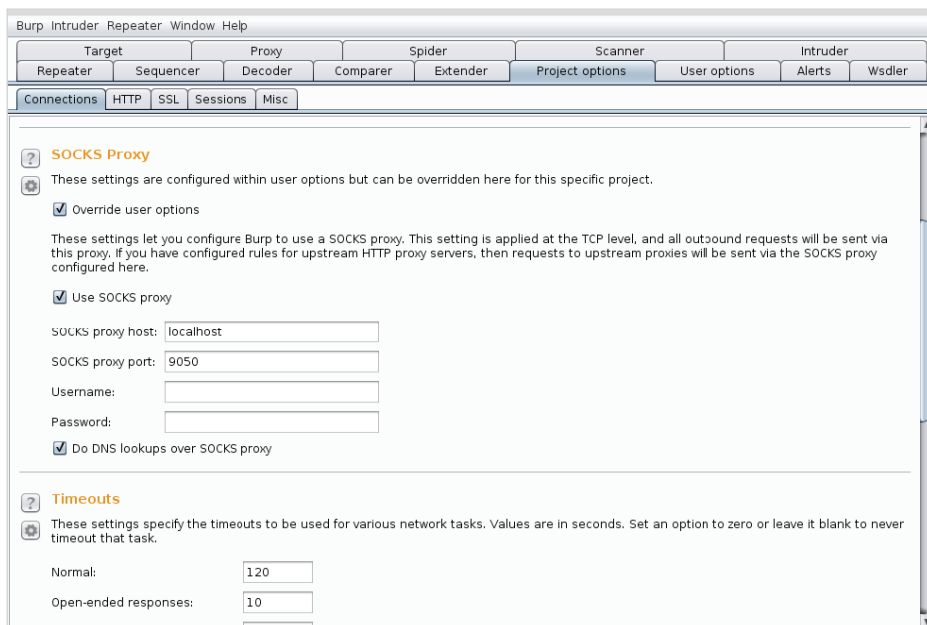 Burp Intruder Repeater Window Help
Target Proxy Spider Scanner Intruder
Repeater Sequencer Decoder Comparer Extender Project options User options Alerts Wsdler
Connections HTTP SSL Sessions Misc
? SOCKS Proxy
These settings are configured within user options but can be overridden here for this specific project.
Override user options
These settings let you configure Burp to use a SOCKS proxy. This setting is applied at the TCP level, and all outbound requests will be sent via
this proxy. If you have configured rules for upstream HTTP proxy servers, then requests to upstream proxies will be sent via the SOCKS proxy
configured here.
Use SOCKS proxy
SOCKS proxy host: localhost
SOCKS proxy port: 9050
Username:
Password:
Do DNS lookups over SOCKS proxy
? Timeouts
These settings specify the timeouts to be used for various network tasks. Values are in seconds. Set an option to zero or leave it blank to never
timeout that task.
Normal: 120
Open-ended responses: 10